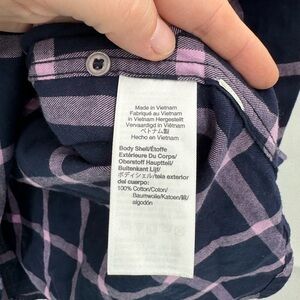 Made in Vietnam
Fabriqué au Vietnam
in Vietnam Hergestellt
Vervaardigd in Viëtnam
ベトナム製
Hecho en Vietnam
Body Shell/Étoffe
Extérieure Du Corps/
Oberstoff Hauptteil/
Buitenkant Lijf/
ボディシェル/tela exterior
del cuerpo:
100% Cotton/Coton/
Baumwolle/Katoen/綿/
algodón